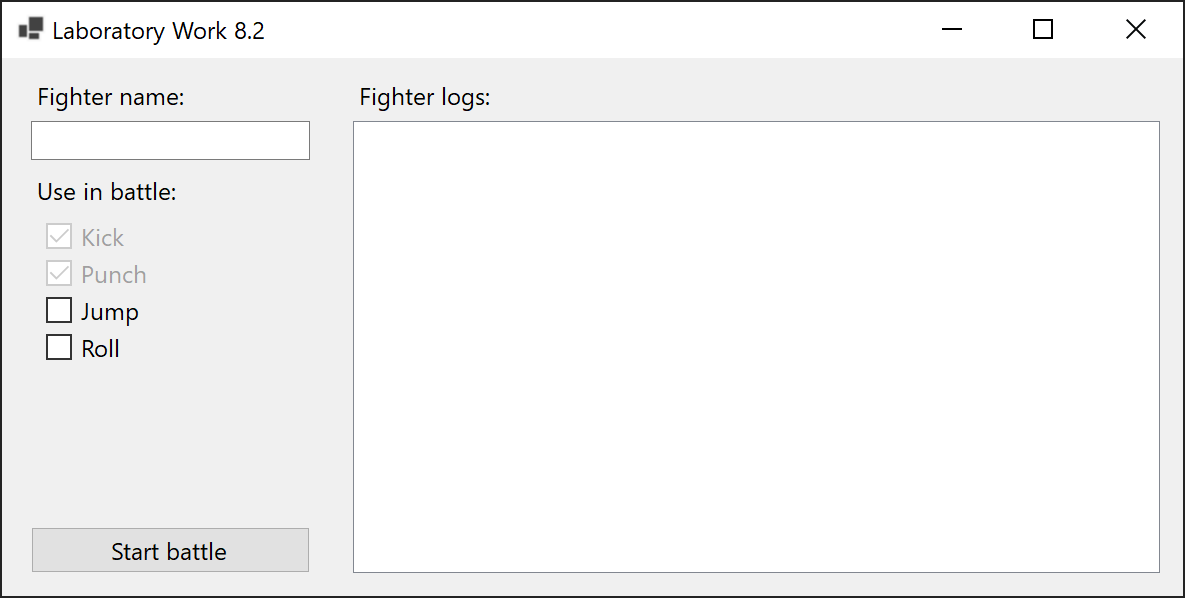 Laboratory Work 8.2
Fighter name:
Fighter logs:
Use in battle:
Kick
Punch
Jump
Roll
Start battle